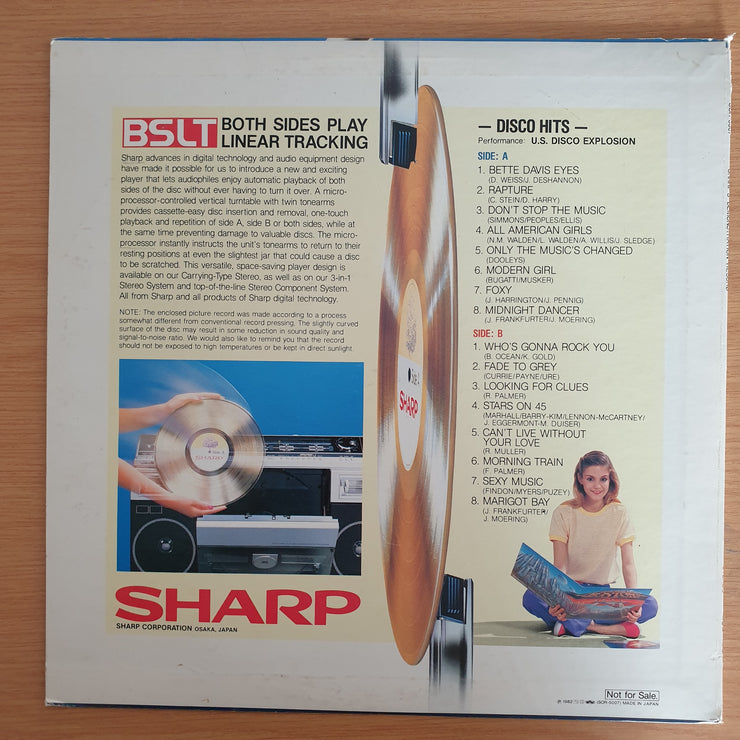 BSLT BOTH SIDES PLAY
LINEAR TRACKING
Sharp advances in digital technology and audio equipment design
have made it possible for us to introduce a new and exciting
player that lets audiophiles enjoy automatic playback of both
sides of the disc without ever having to turn it over. A micro-
processor-controlled vertical turntable with twin tonearms
provides cassette-easy disc insertion and removal, one-touch
playback and repetition of side A, side B or both sides, while at
the same time preventing damage to valuable discs. The micro-
processor instantly instructs the unit's tonearms to return to their
resting positions at even the slightest jar that could cause a disc
to be scratched. This versatile, space-saving player design is
available on our Carrying-Type Stereo, as well as on our 3-in-1
Stereo System and top-of-the-line Stereo Component System.
All from Sharp and all products of Sharp digital technology.
NOTE: The enclosed picture record was made according to a process
somewhat different from conventional record pressing. The slightly curved
surface of the disc may result in some reduction in sound quality and
signal-to-noise ratio. We would also like to remind you that the record
should not be exposed to high temperatures or be kept in direct sunlight.
SHARP
SHARP
SHARP CORPORATION OSAKA, JAPAN
SIDE: A
SHARP
— DISCO HITS —
Performance: U.S. DISCO EXPLOSION
SIDE: A
1. BETTE DAVIS EYES
(D. WEISS/J. DESHANNON)
2. RAPTURE
(C. STEIN/D. HARRY)
3. DON'T STOP THE MUSIC
(SIMMONS/PEOPLES/ELLIS)
4. ALL AMERICAN GIRLS
(N.M. WALDEN/L. WALDEN/A. WILLIS/J. SLEDGE)
5. ONLY THE MUSIC'S CHANGED
(DOOLEYS)
6. MODERN GIRL
(BUGATTI/MUSKER)
7. FOXY
(J. HARRINGTON/J. PENNIG)
8. MIDNIGHT DANCER
(J. FRANKFURTER/J. MOERING)
SIDE: B
1. WHO'S GONNA ROCK YOU
(B. OCEAN/K. GOLD)
2. FADE TO GREY
(CURRIE/PAYNE/URE)
3. LOOKING FOR CLUES
(R. PALMER)
4. STARS ON 45
(MARHALL/BARRY-KIM/LENNON-McCARTNEY/
J. EGGERMONT-M. DUISER)
5. CAN'T LIVE WITHOUT
YOUR LOVE
(R. MULLER)
6. MORNING TRAIN
(F. PALMER)
7. SEXY MUSIC
(FINDON/MYERS/PUZEY)
8. MARIGOT BAY
(J. FRANKFURTER/
J. MOERING)
Not for Sale.
℗ 1982 (SOR-5027) MADE IN JAPAN